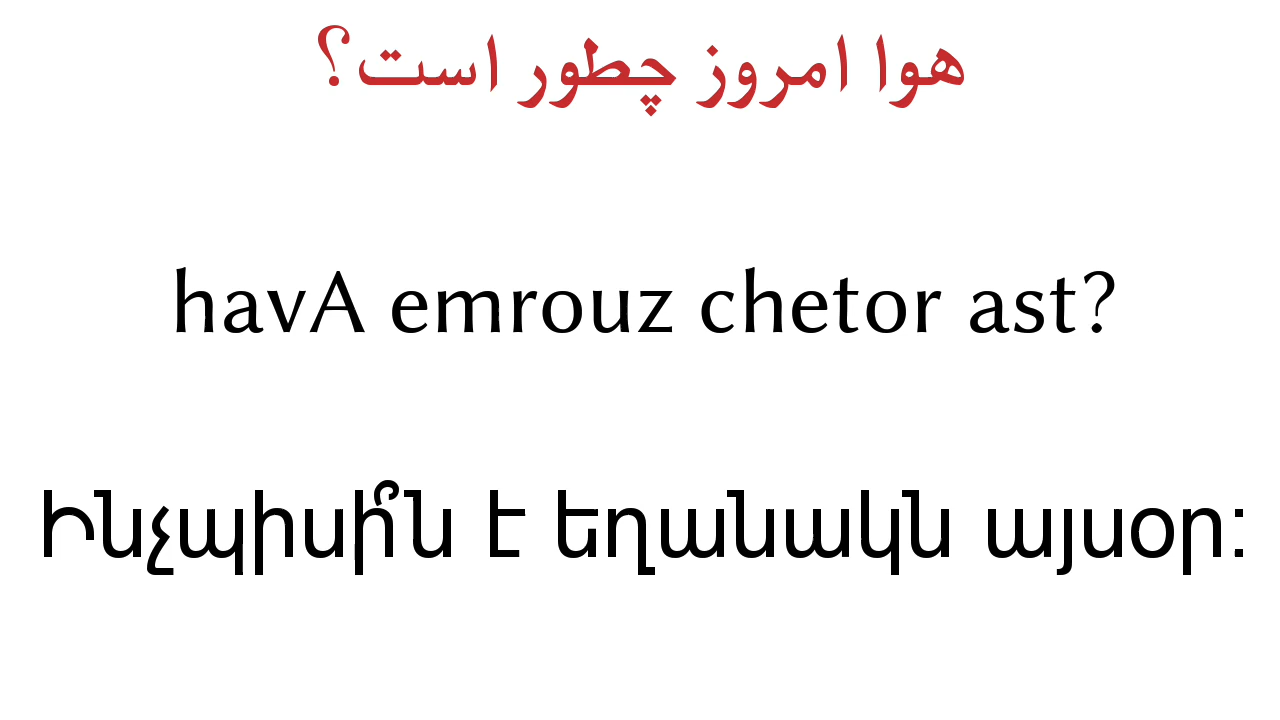 هوا امروز چطور است؟
havA emrouz chetor ast?
Ինչպիսի՞ն է եղանակն այսօր: